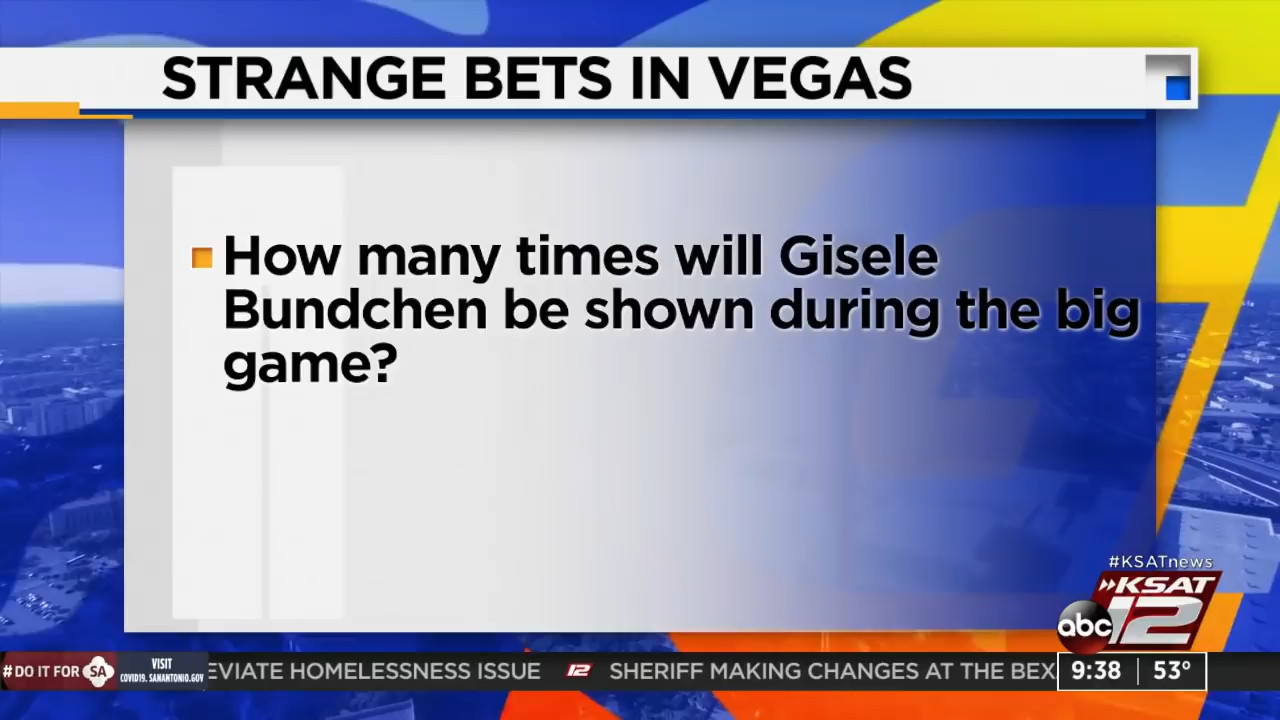 STRANGE BETS IN VEGAS
How many times will Gisele
Bundchen be shown during the big
game?
#KSATnews
KSAT
abc 12
#DO IT FOR SA
VISIT
COVID19.SANANTONIO.GOV
EVIATE HOMELESSNESS ISSUE 12 SHERIFF MAKING CHANGES AT THE BEX
9:38 53°